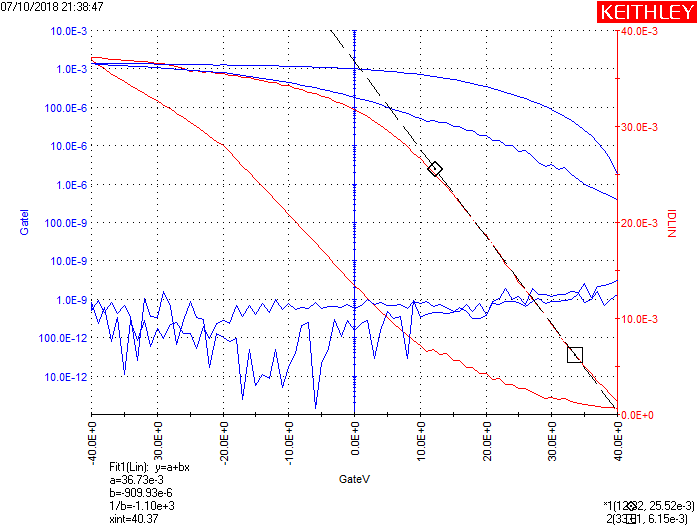 07/10/2018 21:38:47
KEITHLEY
10.0E-3
1.0E-3
100.0E-6
10.0E-6
1.0E-6
100.0E-9
10.0E-9
1.0E-9
100.0E-12
10.0E-12
GateI
40.0E-3
30.0E-3
20.0E-3
10.0E-3
0.0E+0
IDLIN
-40.0E+0
-30.0E+0
-20.0E+0
-10.0E+0
0.0E+0
10.0E+0
20.0E+0
30.0E+0
40.0E+0
GateV
Fit1(Lin): y=a+bx
a=36.73e-3
b=-909.93e-6
1/b=-1.10e+3
xint=40.37
25.52e-3)
6.15e-3)